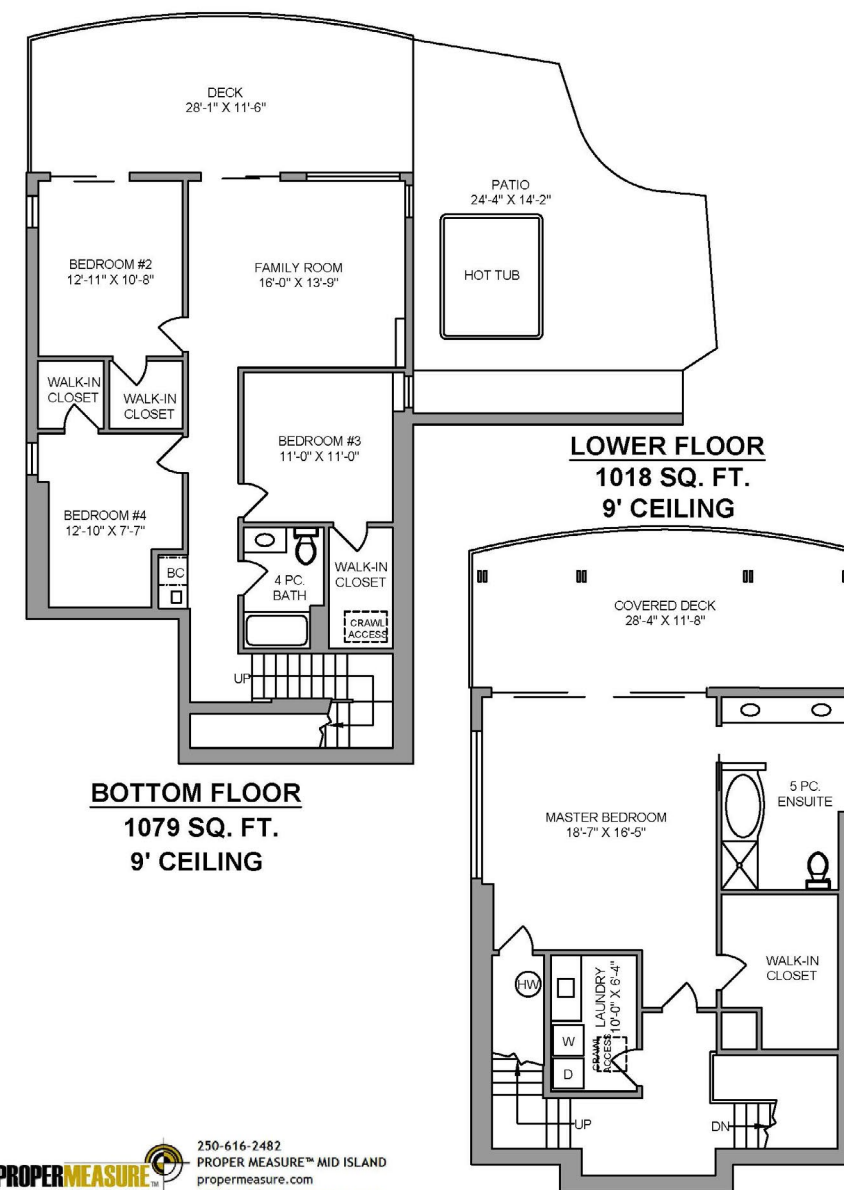 DECK
28'-1" X 11'-6"
PATIO
24'-4" X 14'-2"
HOT TUB
BEDROOM #2
12'-11" X 10'-8"
FAMILY ROOM
16'-0" X 13'-9"
WALK-IN
CLOSET
WALK-IN
CLOSET
BEDROOM #3
11'-0" X 11'-0"
BEDROOM #4
12'-10" X 7'-7"
BC
4 PC.
BATH
WALK-IN
CLOSET
CRAWL
ACCESS
UP
BOTTOM FLOOR
1079 SQ. FT.
9' CEILING
LOWER FLOOR
1018 SQ. FT.
9' CEILING
COVERED DECK
28'-4" X 11'-8"
MASTER BEDROOM
18'-7" X 16'-5"
5 PC.
ENSUITE
WALK-IN
CLOSET
HW
LAUNDRY
10'-0" X 6'-4"
CRAWL
ACCESS
W
D
UP
DN
PROPERMEASURE™
250-616-2482
PROPER MEASURE™ MID ISLAND
propermeasure.com